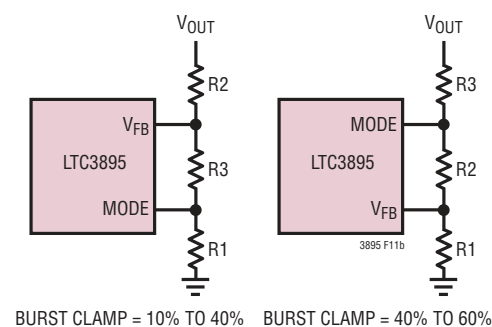 VOUT
R2
VFB
LTC3895
R3
MODE
R1
BURST CLAMP = 10% TO 40%
VOUT
R3
MODE
LTC3895
R2
VFB
R1
3895 F11b
BURST CLAMP = 40% TO 60%